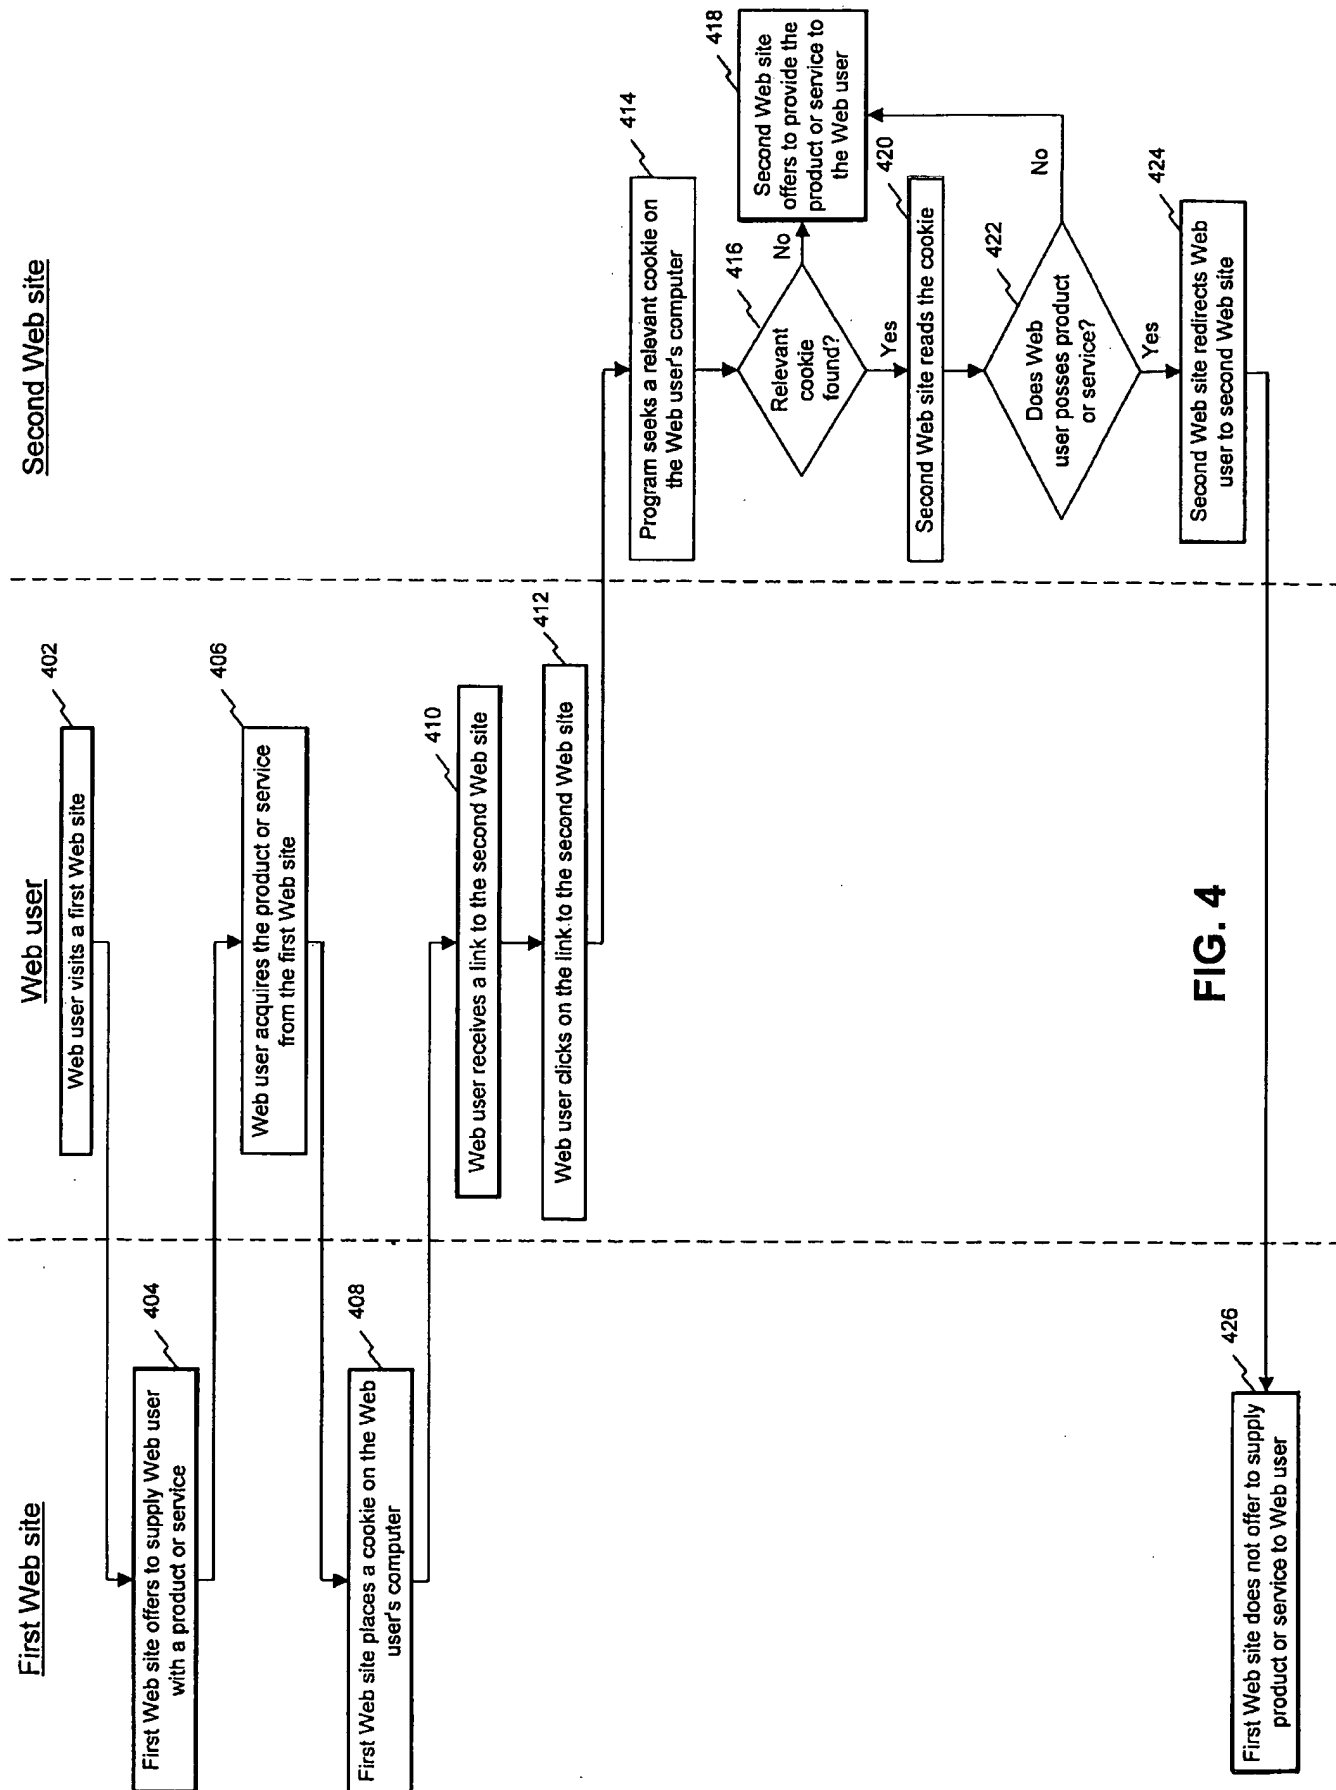 First Web site
Web user
Second Web site
402
Web user visits a first Web site
404
First Web site offers to supply Web user
with a product or service
406
Web user acquires the product or service
from the first Web site
408
First Web site places a cookie on the Web
user's computer
410
Web user receives a link to the second Web site
412
Web user clicks on the link to the second Web site
414
Program seeks a relevant cookie on
the Web user's computer
416
Relevant
cookie
found?
No
Yes
418
Second Web site
offers to provide the
product or service to
the Web user
420
Second Web site reads the cookie
422
Does Web
user posses product
or service?
No
Yes
424
Second Web site redirects Web
user to second Web site
426
First Web site does not offer to supply
product or service to Web user
FIG. 4